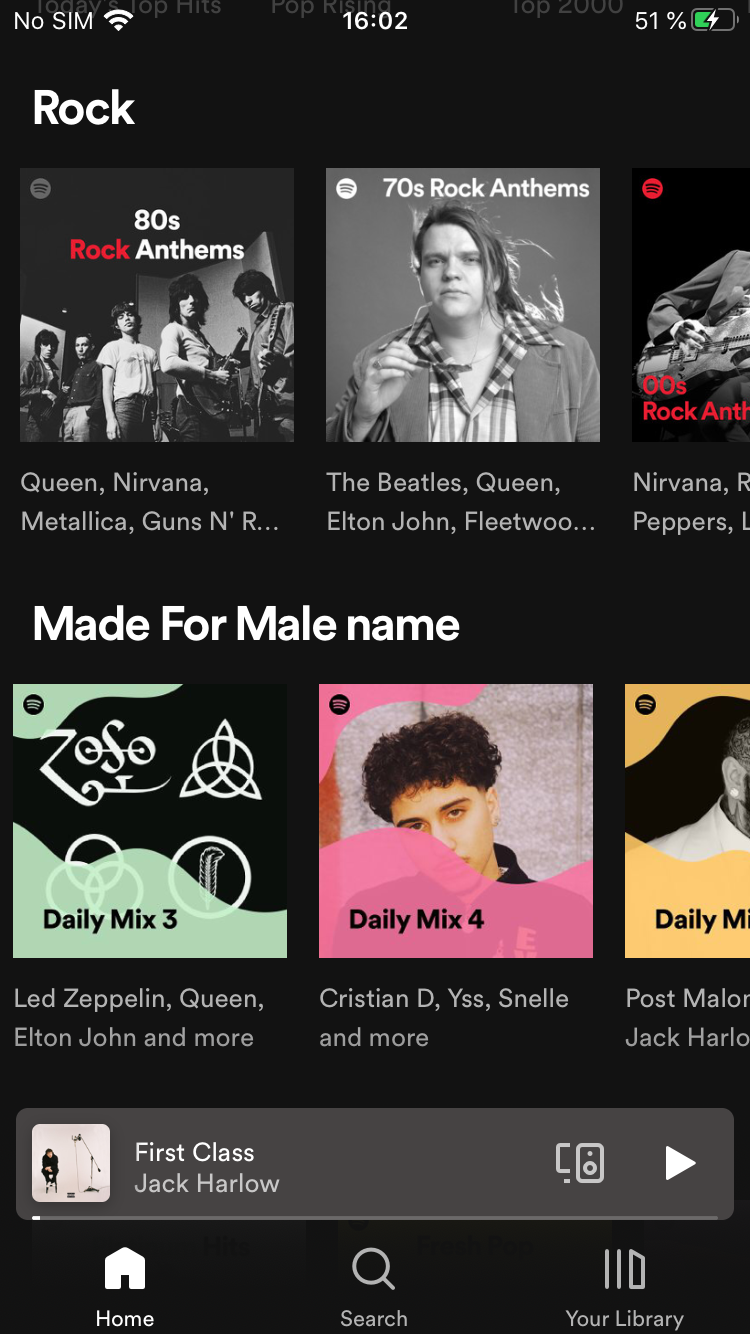 Today's Top Hits Pop Rising Top 2000
No SIM 16:02 51 %
Rock
80s
Rock Anthems
70s Rock Anthems
00s
Rock Anth
Queen, Nirvana,
Metallica, Guns N' R...
The Beatles, Queen,
Elton John, Fleetwoo...
Nirvana, R
Peppers, L
Made For Male name
Daily Mix 3
Daily Mix 4
Daily Mi
Led Zeppelin, Queen,
Elton John and more
Cristian D, Yss, Snelle
and more
Post Malon
Jack Harlo
First Class
Jack Harlow
Hits Fresh Pop
Home Search Your Library